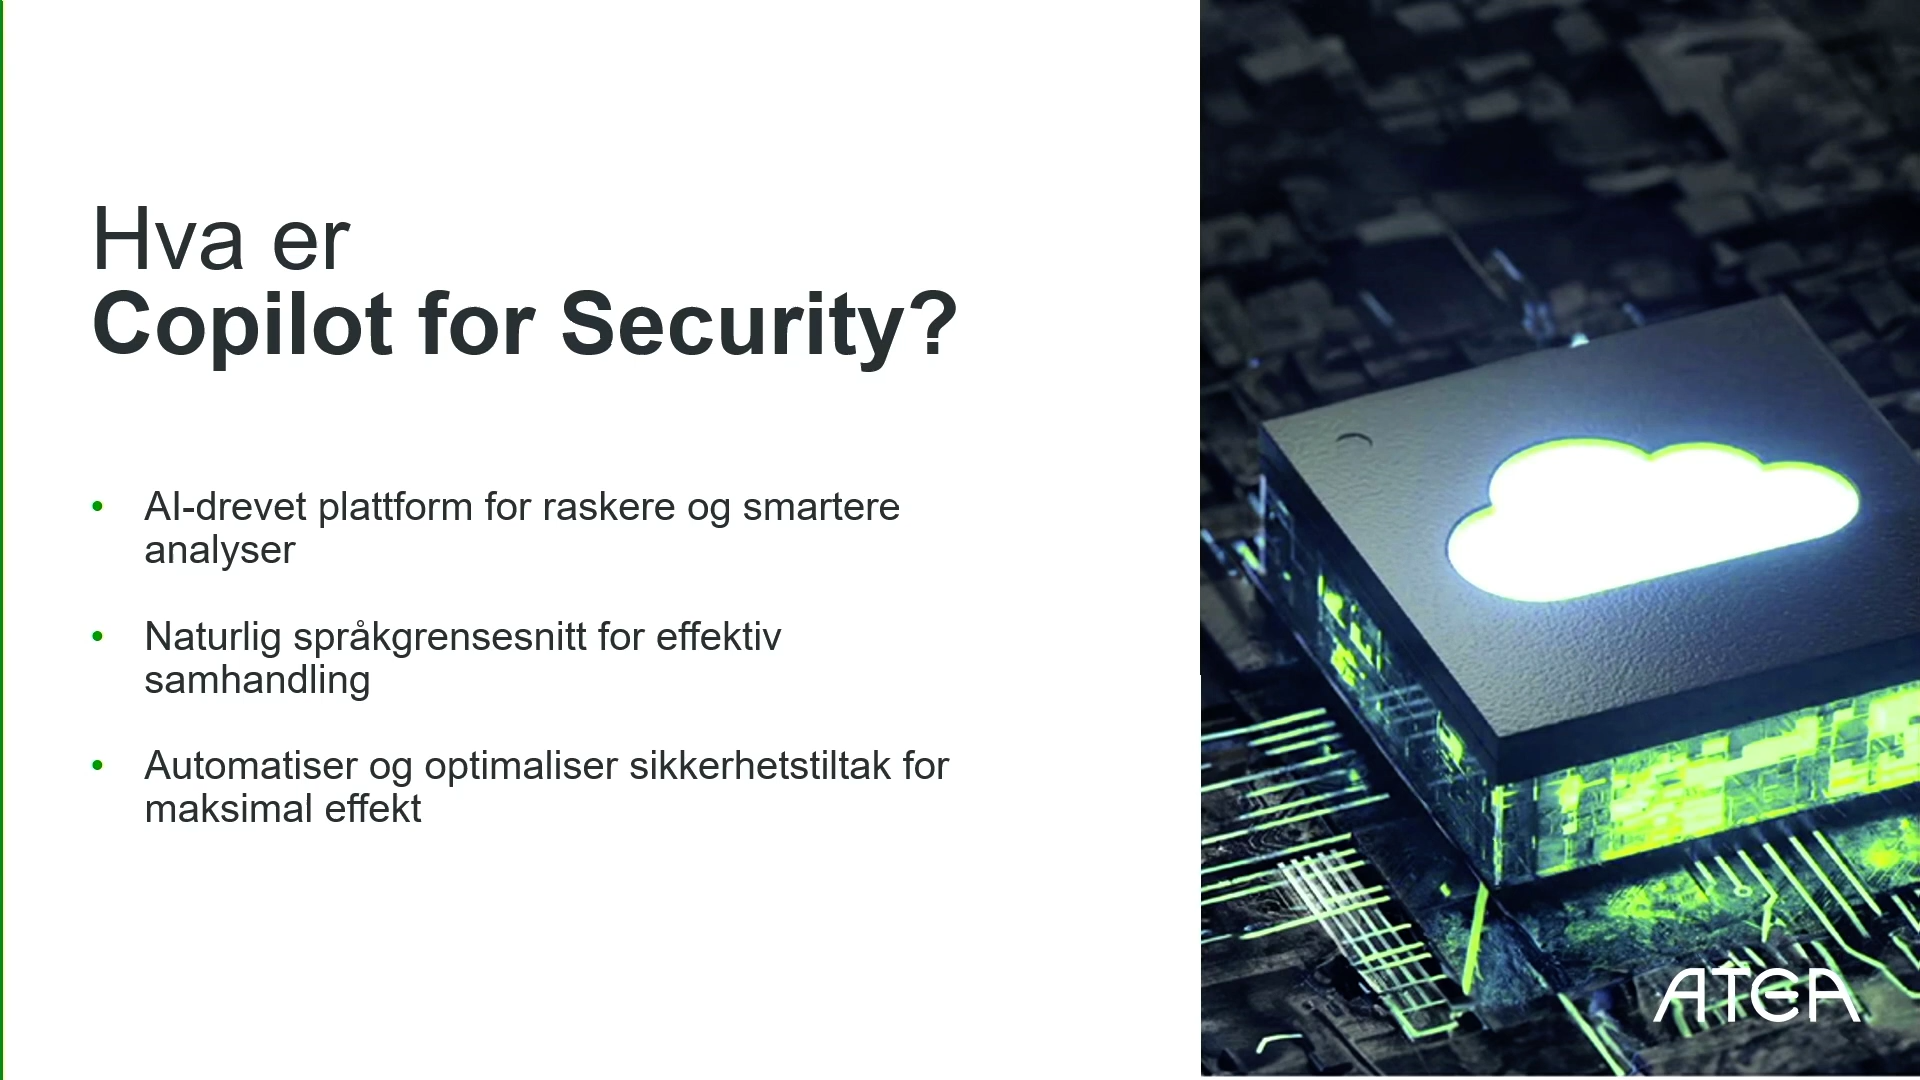 Hva er
Copilot for Security?
• AI-drevet plattform for raskere og smartere
analyser
• Naturlig språkgrensesnitt for effektiv
samhandling
• Automatiser og optimaliser sikkerhetstiltak for
maksimal effekt
ATEA